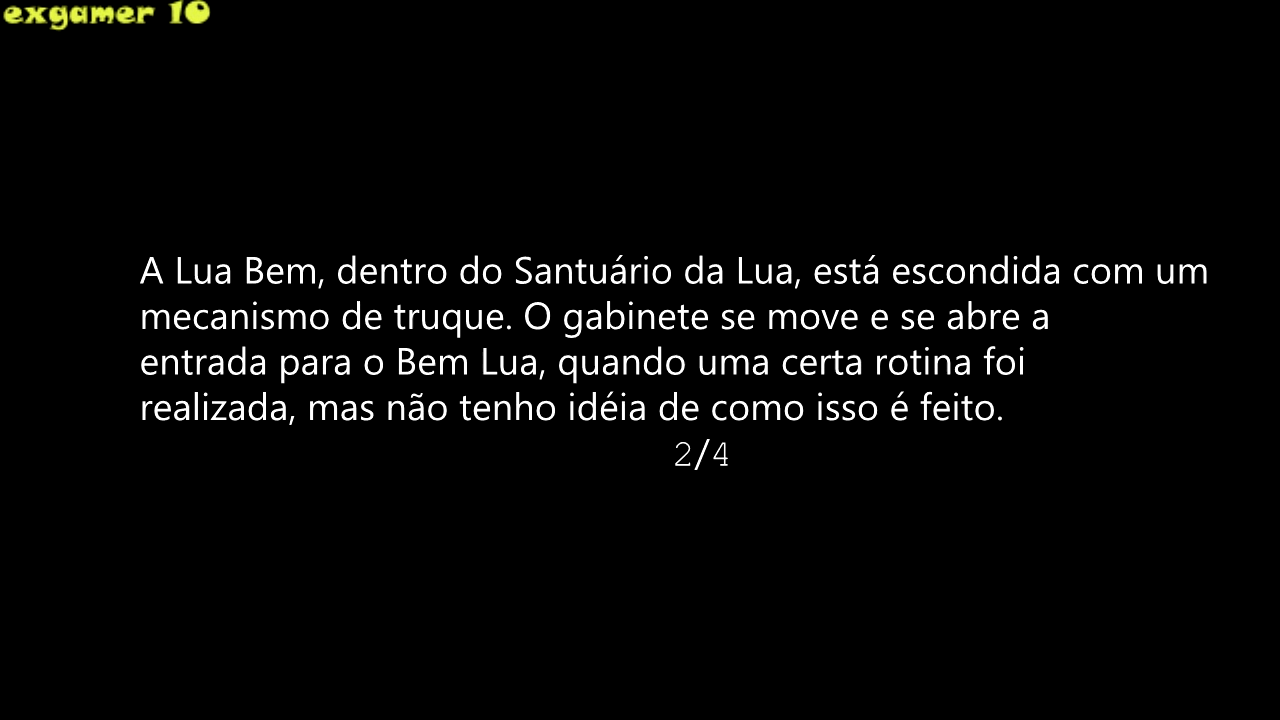 exgamer 10
A Lua Bem, dentro do Santuário da Lua, está escondida com um
mecanismo de truque. O gabinete se move e se abre a
entrada para o Bem Lua, quando uma certa rotina foi
realizada, mas não tenho idéia de como isso é feito.
2/4